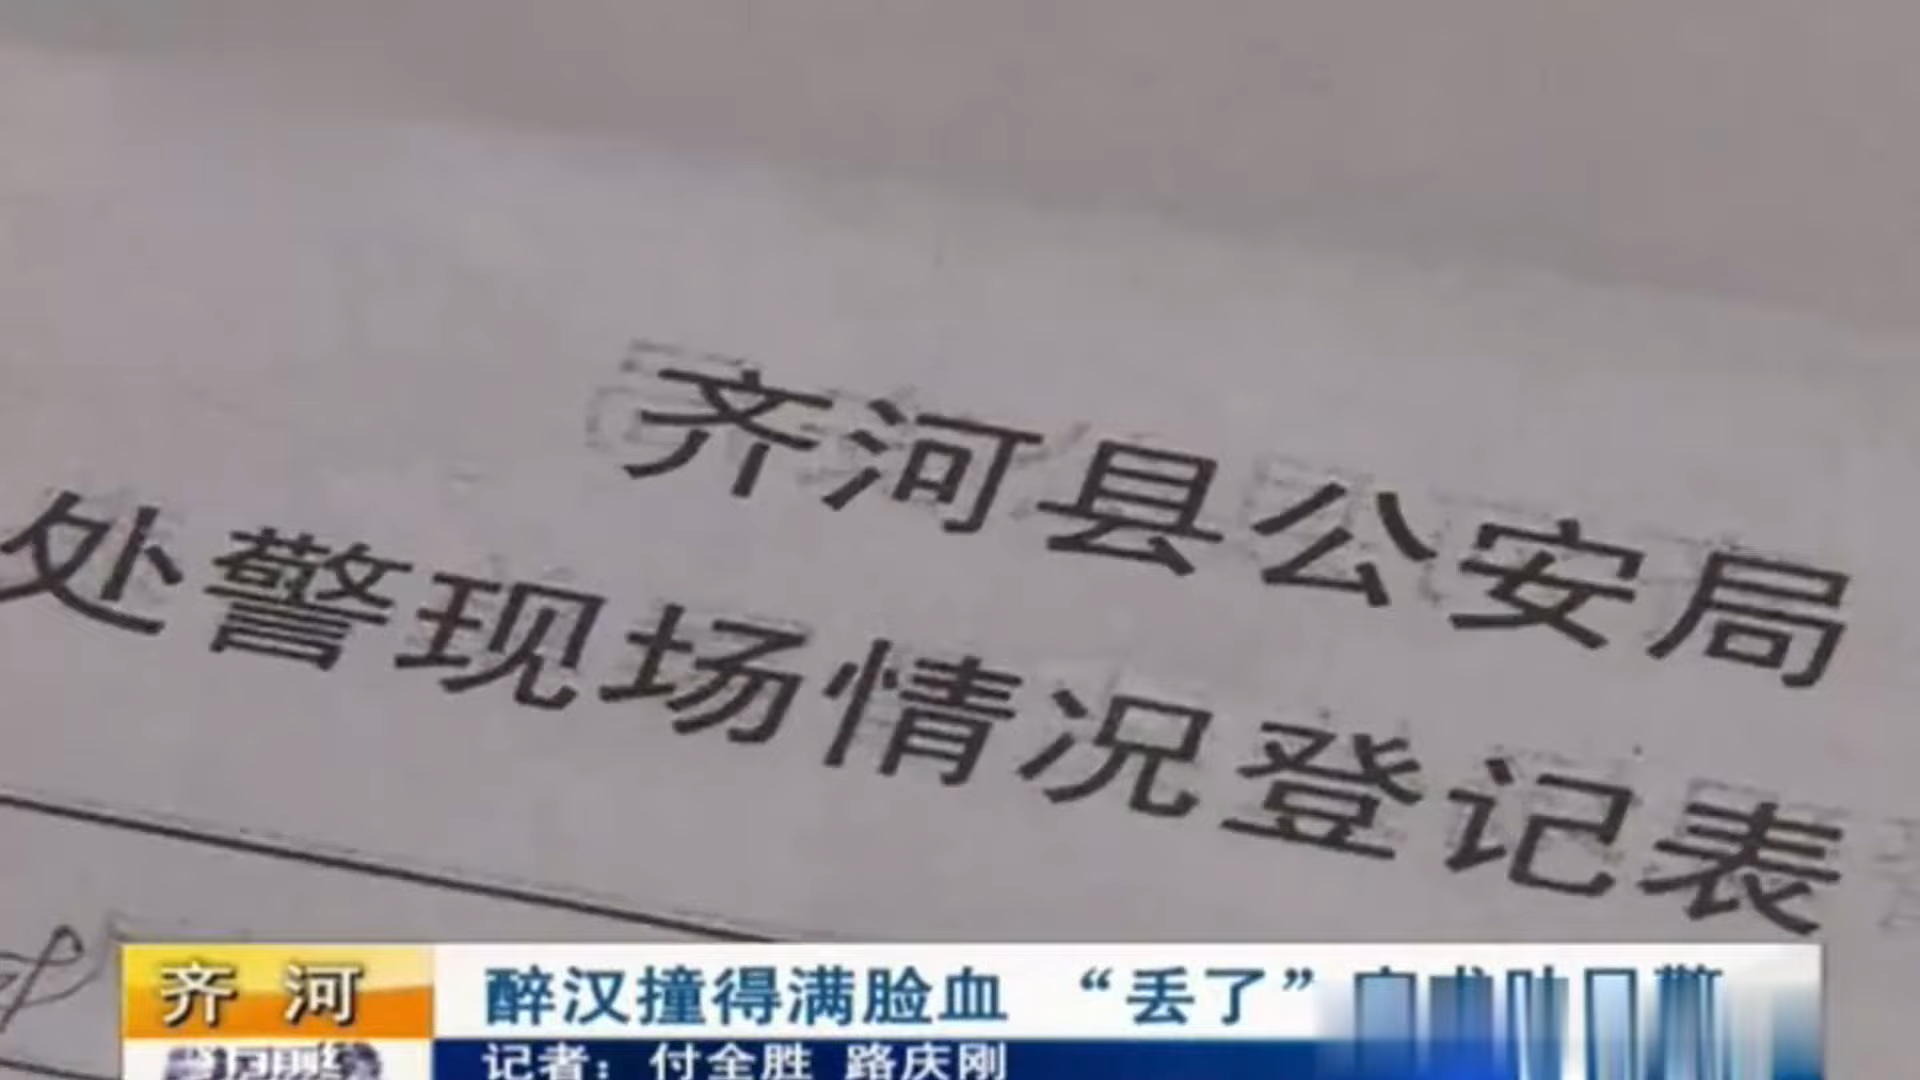 齐河县公安局
处警现场情况登记表
齐河
醉汉撞得满脸血 “丢了”
记者：付全胜 路庆刚